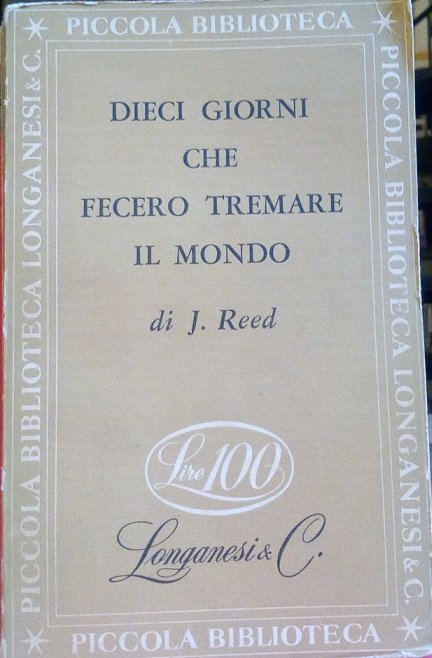 PICCOLA BIBLIOTECA
PICCOLA BIBLIOTECA LONGANESI & C.
DIECI GIORNI
CHE
FECERO TREMARE
IL MONDO
di J. Reed
Lire 100
Longanesi & C.
PICCOLA BIBLIOTECA LONGANESI & C.
PICCOLA BIBLIOTECA